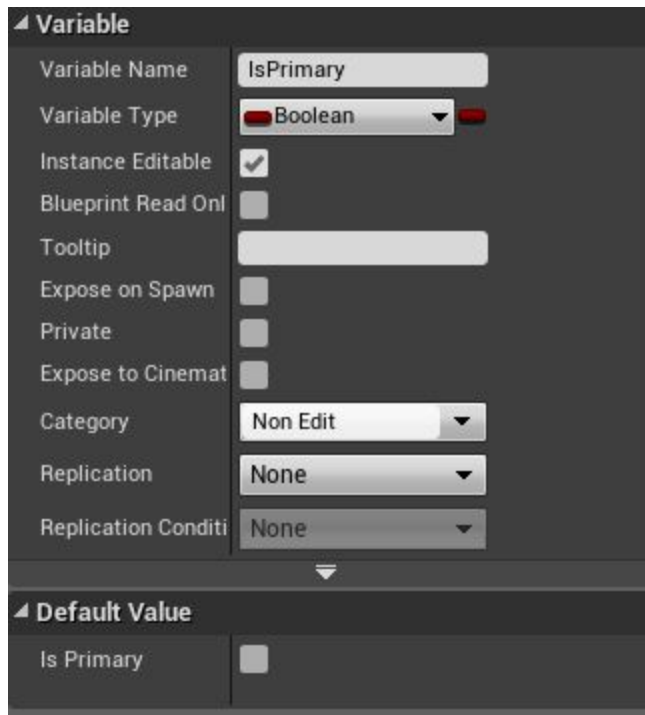 Variable
Variable Name IsPrimary
Variable Type Boolean
Instance Editable
Blueprint Read Onl
Tooltip
Expose on Spawn
Private
Expose to Cinemat
Category Non Edit
Replication None
Replication Conditi None
Default Value
Is Primary